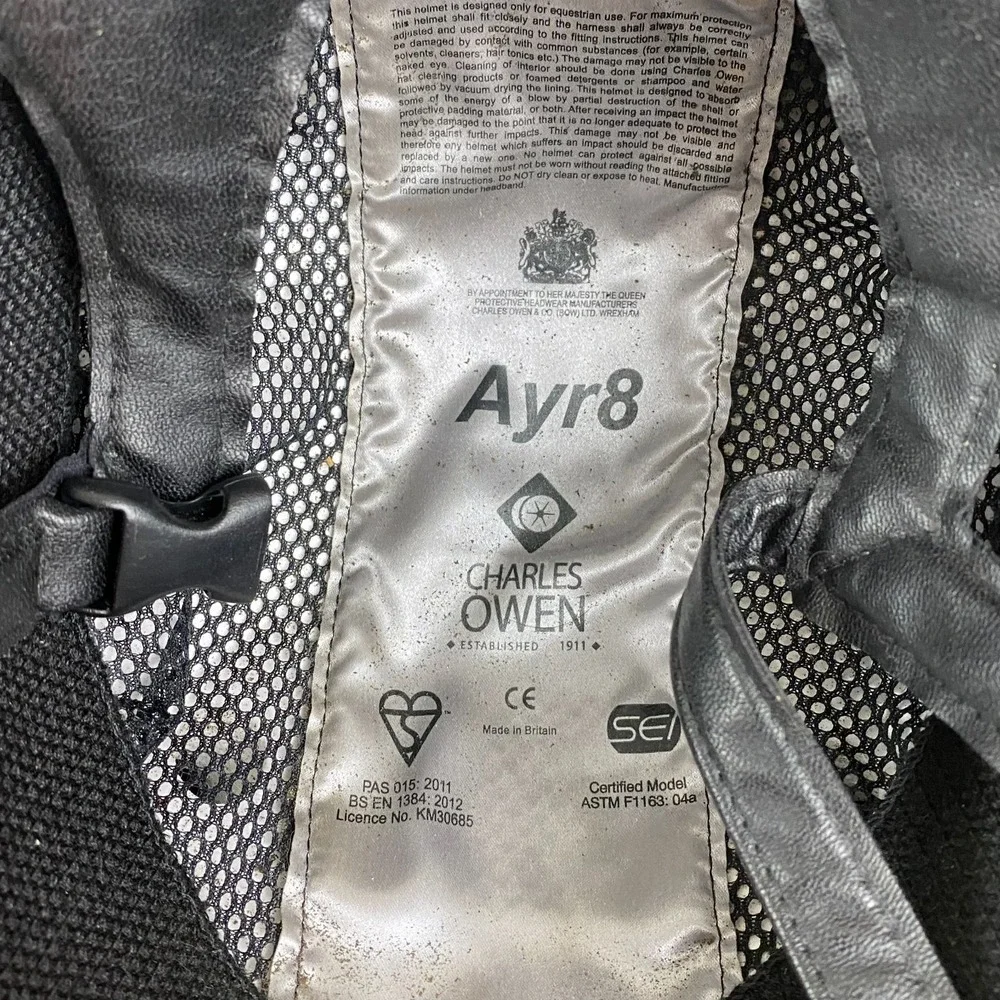 This helmet is designed only for equestrian use. For maximum protection
this helmet shall fit closely and the harness shall always be correctly
adjusted and used according to the fitting instructions. This helmet can
be damaged by contact with common substances (for example, certain
solvents, cleaners, hair tonics etc.) The damage may not be visible to the
naked eye. Cleaning of interior should be done using Charles Owen
hat cleaning products or foamed detergents or shampoo and water
followed by vacuum drying the lining. This helmet is designed to absorb
some of the energy of a blow by partial destruction of the shell or
protective padding material, or both. After receiving an impact the helmet
may be damaged to the point that it is no longer adequate to protect the
head against further impacts. This damage may not be visible and
therefore any helmet which suffers an impact should be discarded and
replaced by a new one. No helmet can protect against all possible
impacts. The helmet must not be worn without reading the attached fitting
and care instructions. Do NOT dry clean or expose to heat. Manufacturing
information under headband.
BY APPOINTMENT TO HER MAJESTY THE QUEEN
PROTECTIVE HEADWEAR MANUFACTURERS
CHARLES OWEN & CO. (BOW) LTD. WREXHAM
Ayr8
CHARLES
OWEN
ESTABLISHED 1911
CE
Made in Britain
SEI
PAS 015: 2011
BS EN 1384: 2012
Licence No. KM30685
Certified Model
ASTM F1163: 04a